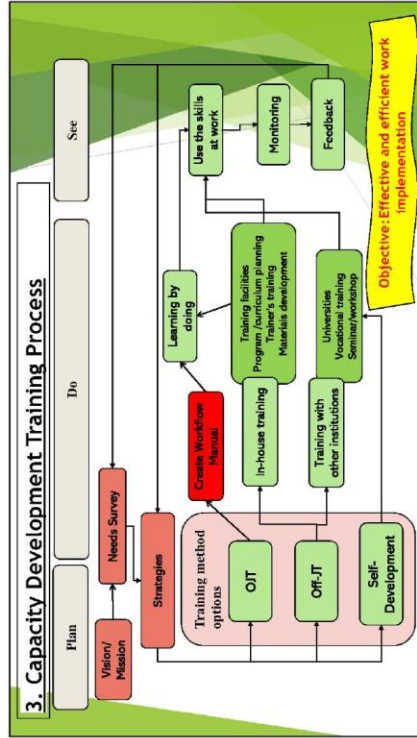 3. Capacity Development Training Process
Plan
Do
See
Vision/
Mission
Needs Survey
Strategies
Training method
options
OJT
Off-JT
Self-
Development
Create Workflow
Manual
In-house training
Training with
other institutions
Learning by
doing
Training facilities
Program /curriculum planning
Trainer's training
Materials development
Universities
Vocational training
Seminar/workshop
Use the skills
at work
Monitoring
Feedback
Objective: Effective and efficient work
implementation